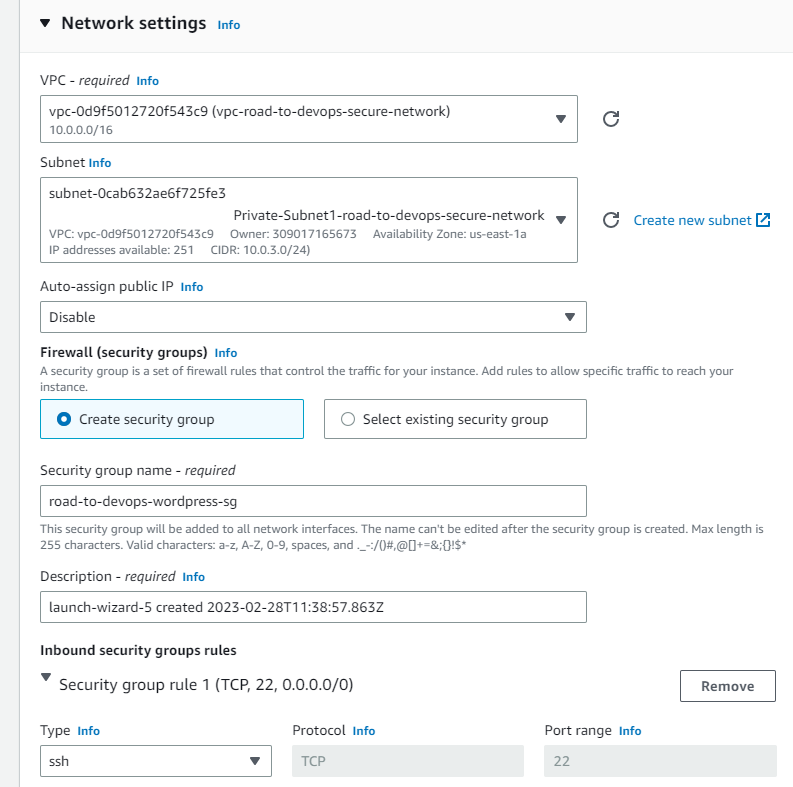 Network settings Info
VPC - required Info
vpc-0d9f5012720f543c9 (vpc-road-to-devops-secure-network)
10.0.0.0/16
Subnet Info
subnet-0cab632ae6f725fe3
Private-Subnet1-road-to-devops-secure-network
VPC: vpc-0d9f5012720f543c9 Owner: 309017165673 Availability Zone: us-east-1a
IP addresses available: 251 CIDR: 10.0.3.0/24)
Create new subnet
Auto-assign public IP Info
Disable
Firewall (security groups) Info
A security group is a set of firewall rules that control the traffic for your instance. Add rules to allow specific traffic to reach your
instance.
Create security group
Select existing security group
Security group name - required
road-to-devops-wordpress-sg
This security group will be added to all network interfaces. The name can't be edited after the security group is created. Max length is
255 characters. Valid characters: a-z, A-Z, 0-9, spaces, and ._-:/()#,@[]+=&;{}!$*
Description - required Info
launch-wizard-5 created 2023-02-28T11:38:57.863Z
Inbound security groups rules
Security group rule 1 (TCP, 22, 0.0.0.0/0)
Remove
Type Info
Protocol Info
Port range Info
ssh
TCP
22